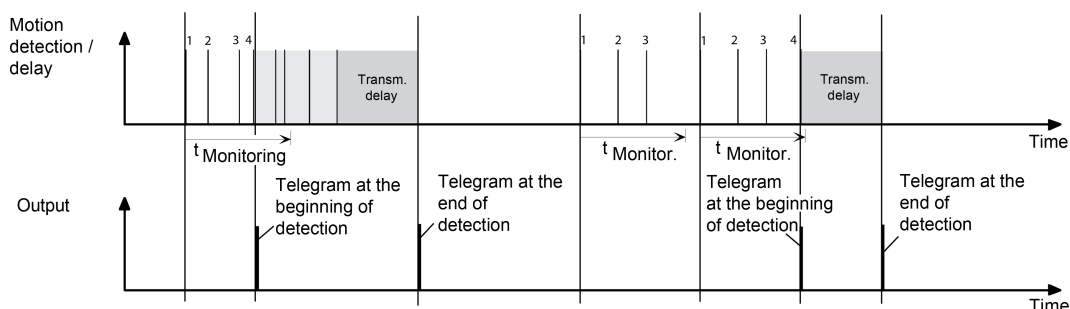 Motion
detection /
delay
1 2 3 4
Transm.
delay
1 2 3
1 2 3 4
Transm.
delay
Time
t Monitoring
t Monitor.
t Monitor.
Output
Telegram at the
beginning of
detection
Telegram at the
end of
detection
Telegram
at the beginning
of detection
Telegram at the
end of
detection
Time